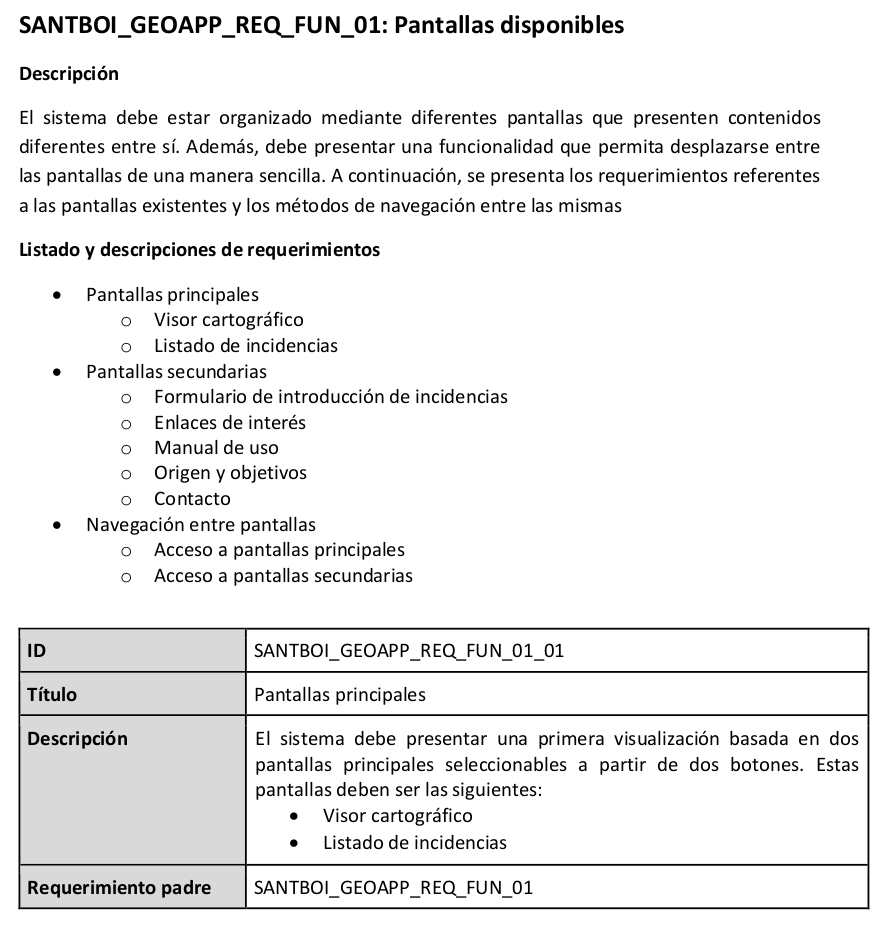 SANTBOI_GEOAPP_REQ_FUN_01: Pantallas disponibles
Descripción
El sistema debe estar organizado mediante diferentes pantallas que presenten contenidos
diferentes entre sí. Además, debe presentar una funcionalidad que permita desplazarse entre
las pantallas de una manera sencilla. A continuación, se presenta los requerimientos referentes
a las pantallas existentes y los métodos de navegación entre las mismas
Listado y descripciones de requerimientos
• Pantallas principales
o Visor cartográfico
o Listado de incidencias
• Pantallas secundarias
o Formulario de introducción de incidencias
o Enlaces de interés
o Manual de uso
o Origen y objetivos
o Contacto
• Navegación entre pantallas
o Acceso a pantallas principales
o Acceso a pantallas secundarias
ID SANTBOI_GEOAPP_REQ_FUN_01_01
Título Pantallas principales
Descripción El sistema debe presentar una primera visualización basada en dos
pantallas principales seleccionables a partir de dos botones. Estas
pantallas deben ser las siguientes:
• Visor cartográfico
• Listado de incidencias
Requerimiento padre SANTBOI_GEOAPP_REQ_FUN_01